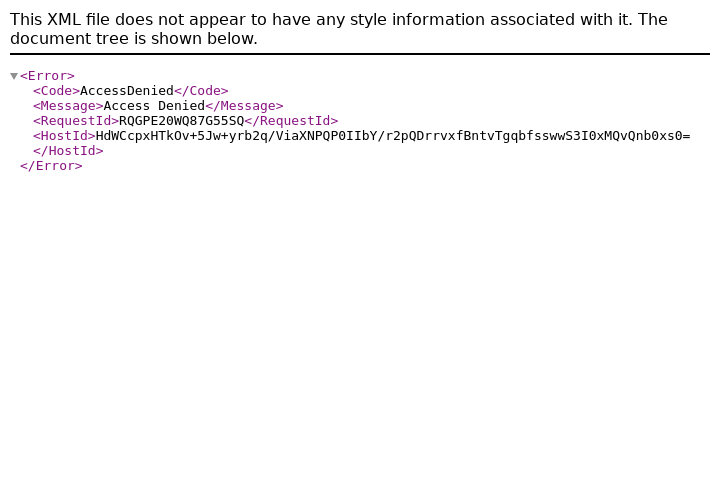 This XML file does not appear to have any style information associated with it. The
document tree is shown below.
<Error>
<Code>AccessDenied</Code>
<Message>Access Denied</Message>
<RequestId>RQGPE20WQ87G55SQ</RequestId>
<HostId>HdWCcpxHTkOv+5Jw+yrb2q/ViaXNPQP0IIbY/r2pQDrrvxfBntvTgqbfsswwS3I0xMQvQnb0xs0=
</HostId>
</Error>